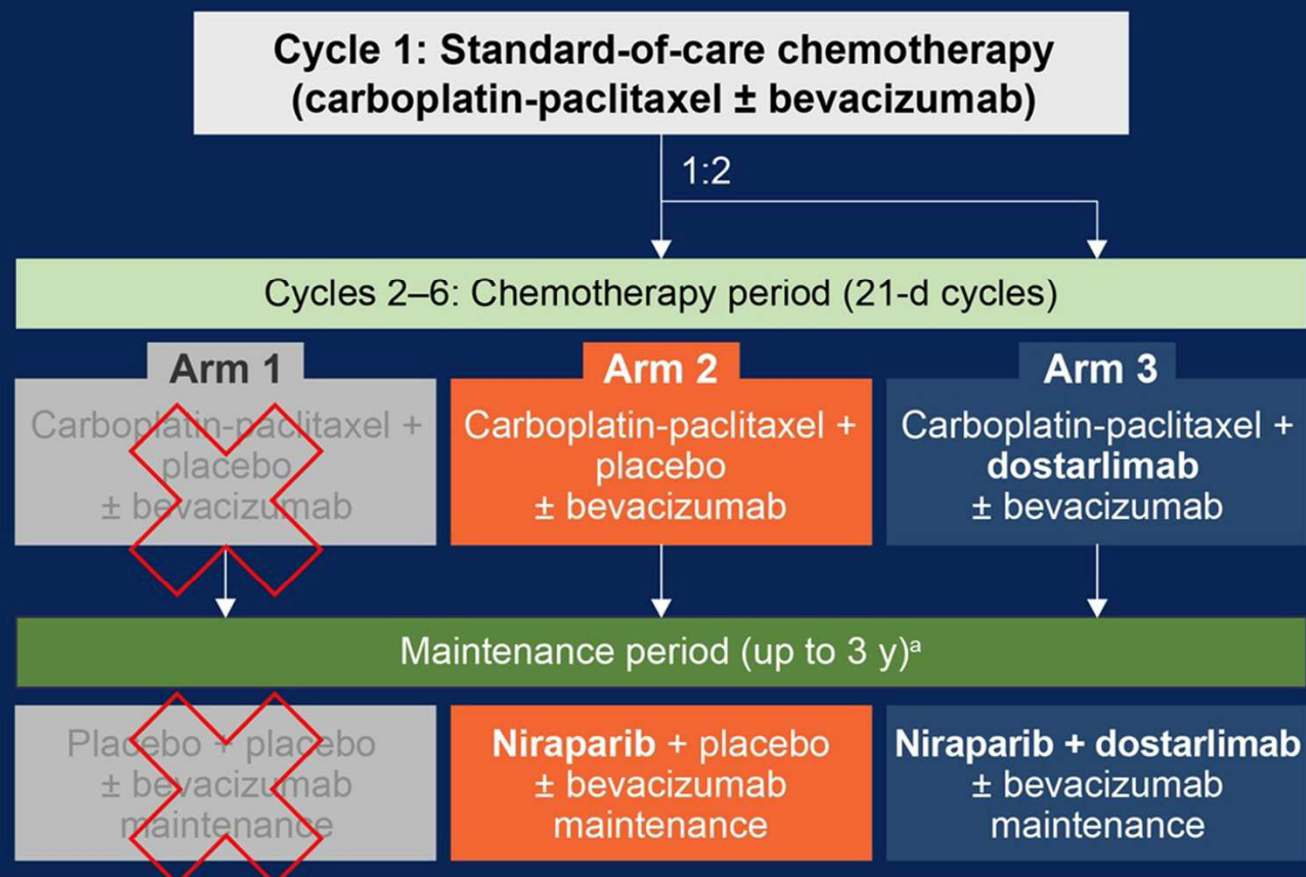 Cycle 1: Standard-of-care chemotherapy
(carboplatin-paclitaxel ± bevacizumab)
1:2
Cycles 2–6: Chemotherapy period (21-d cycles)
Arm 1
Carboplatin-paclitaxel +
placebo
± bevacizumab
Arm 2
Carboplatin-paclitaxel +
placebo
± bevacizumab
Arm 3
Carboplatin-paclitaxel +
dostarlimab
± bevacizumab
Maintenance period (up to 3 y)ᵃ
Placebo + placebo
± bevacizumab
maintenance
Niraparib + placebo
± bevacizumab
maintenance
Niraparib + dostarlimab
± bevacizumab
maintenance